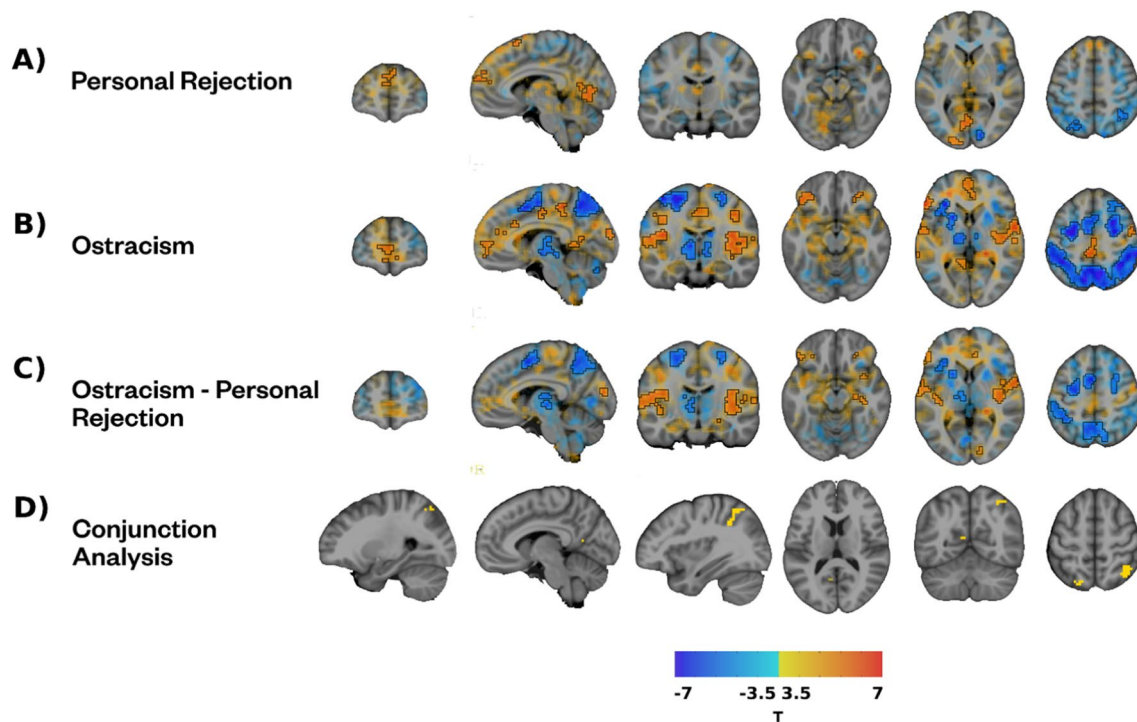 A)
Personal Rejection
B)
Ostracism
C)
Ostracism - Personal
Rejection
R
D)
Conjunction
Analysis
-7 -3.5 3.5 7
T